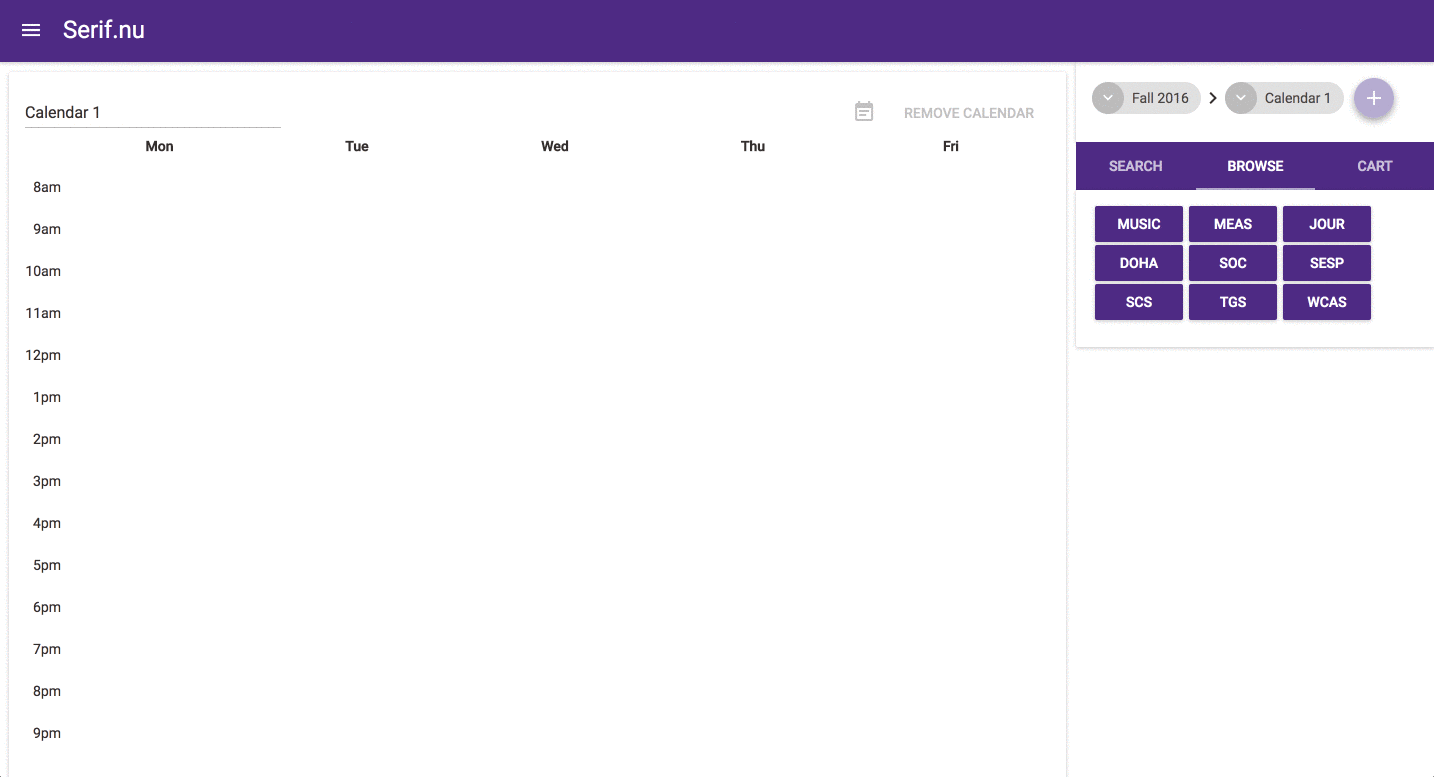 Serif.nu
Calendar 1
REMOVE CALENDAR
Mon Tue Wed Thu Fri
8am
9am
10am
11am
12pm
1pm
2pm
3pm
4pm
5pm
6pm
7pm
8pm
9pm
Fall 2016 Calendar 1
SEARCH BROWSE CART
MUSIC MEAS JOUR
DOHA SOC SESP
SCS TGS WCAS